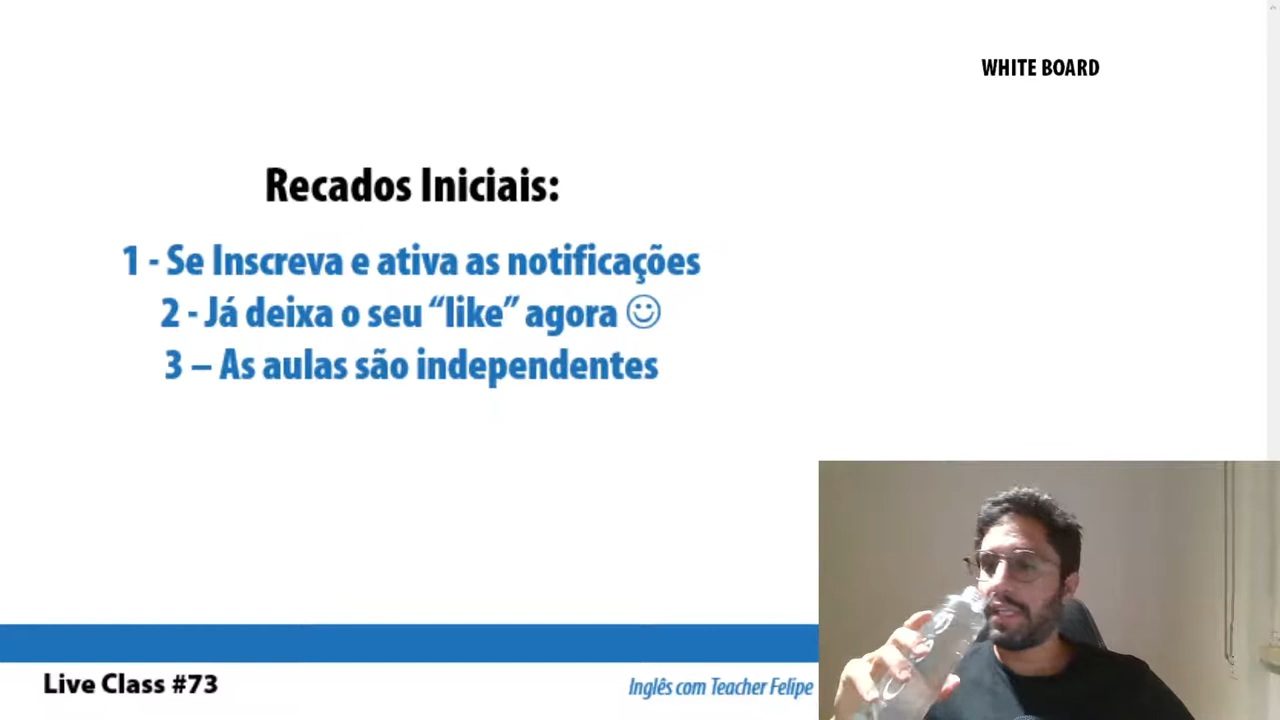 WHITE BOARD
Recados Iniciais:
1 - Se Inscreva e ativa as notificações
2 - Já deixa o seu “like” agora ☺
3 – As aulas são independentes
Live Class #73
Inglês com Teacher Felipe